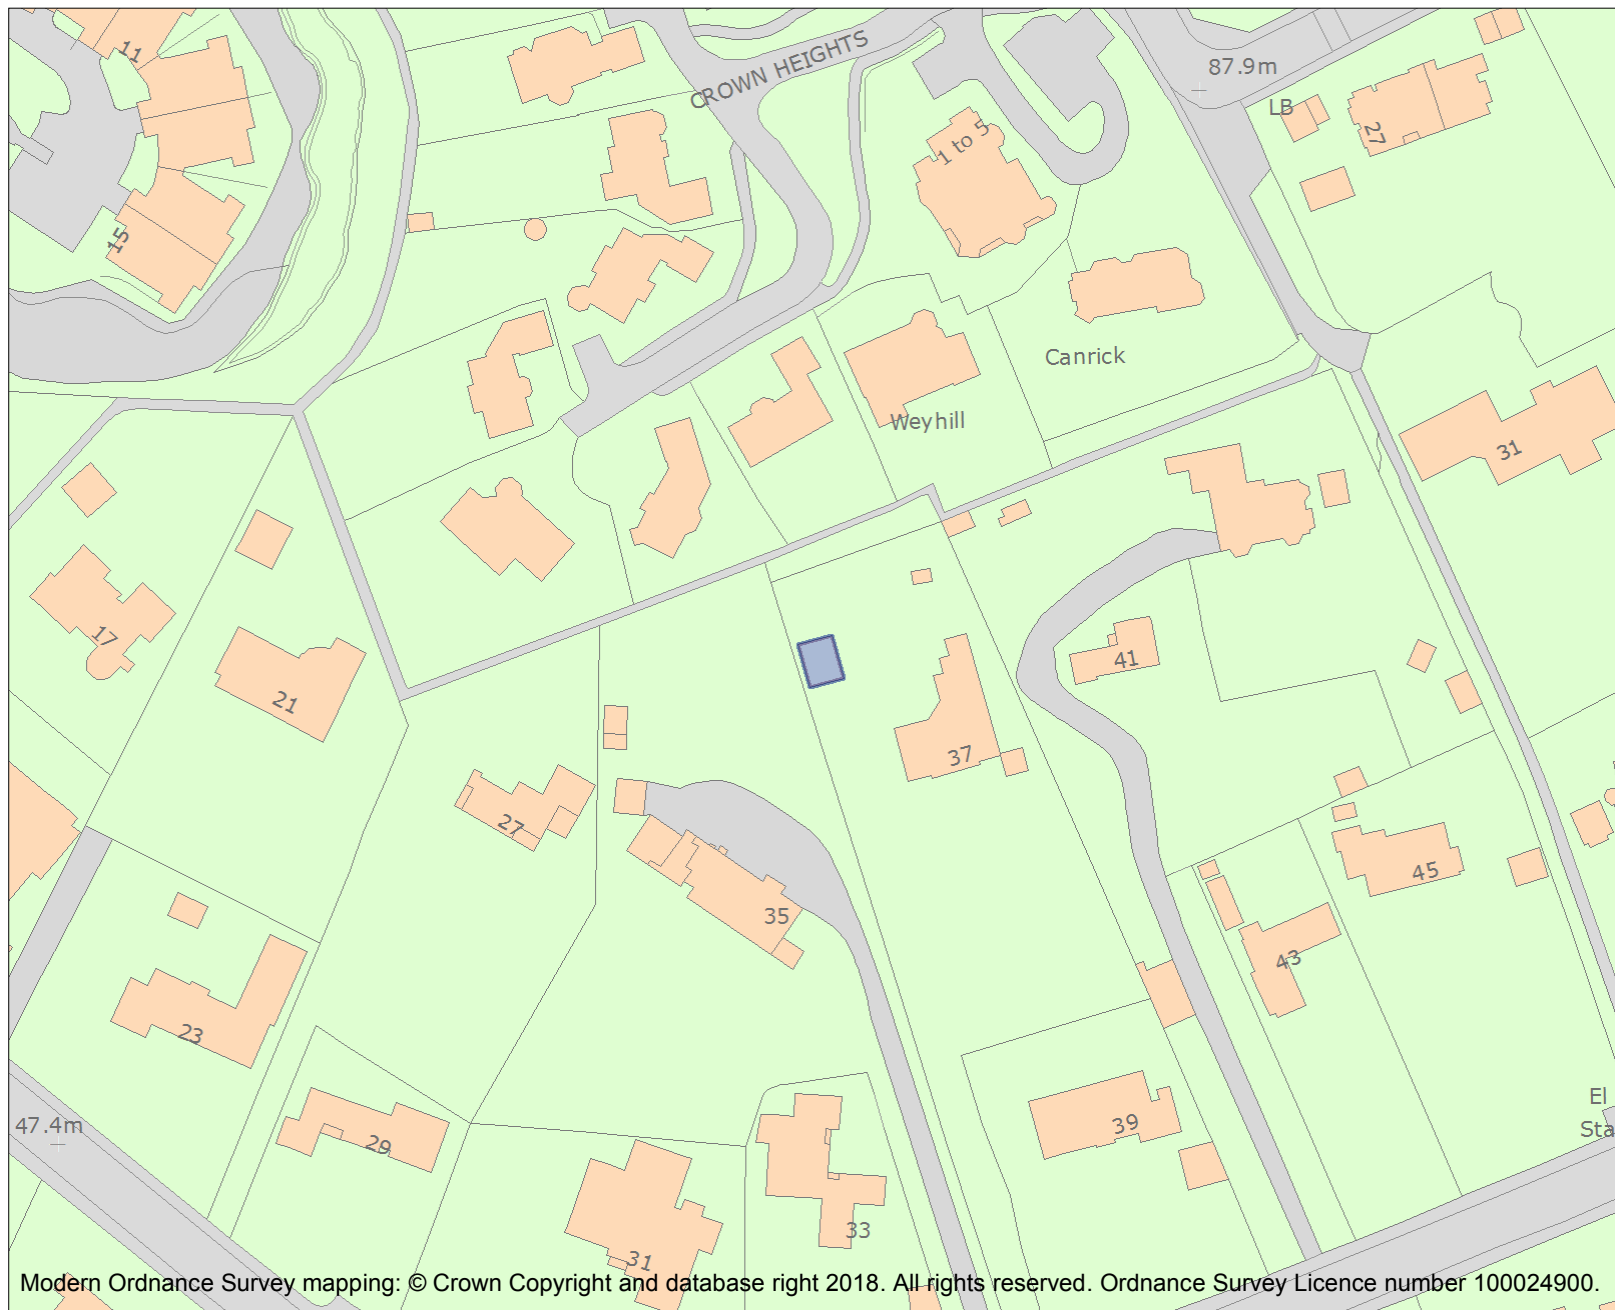 11
CROWN HEIGHTS
87.9m
LB
27
1 to 5
15
Canrick
Weyhill
31
17
21
41
37
27
45
35
43
23
El
Sta
47.4m
29
39
33
31
Modern Ordnance Survey mapping: © Crown Copyright and database right 2018. All rights reserved. Ordnance Survey Licence number 100024900.